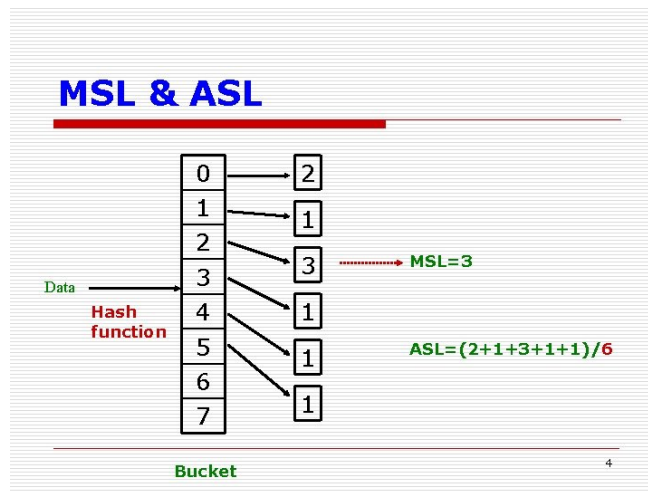 MSL & ASL
0
2
1
1
2
3
MSL=3
3
1
Data
Hash
function
4
1
5
1
ASL=(2+1+3+1+1)/6
6
7
Bucket
4